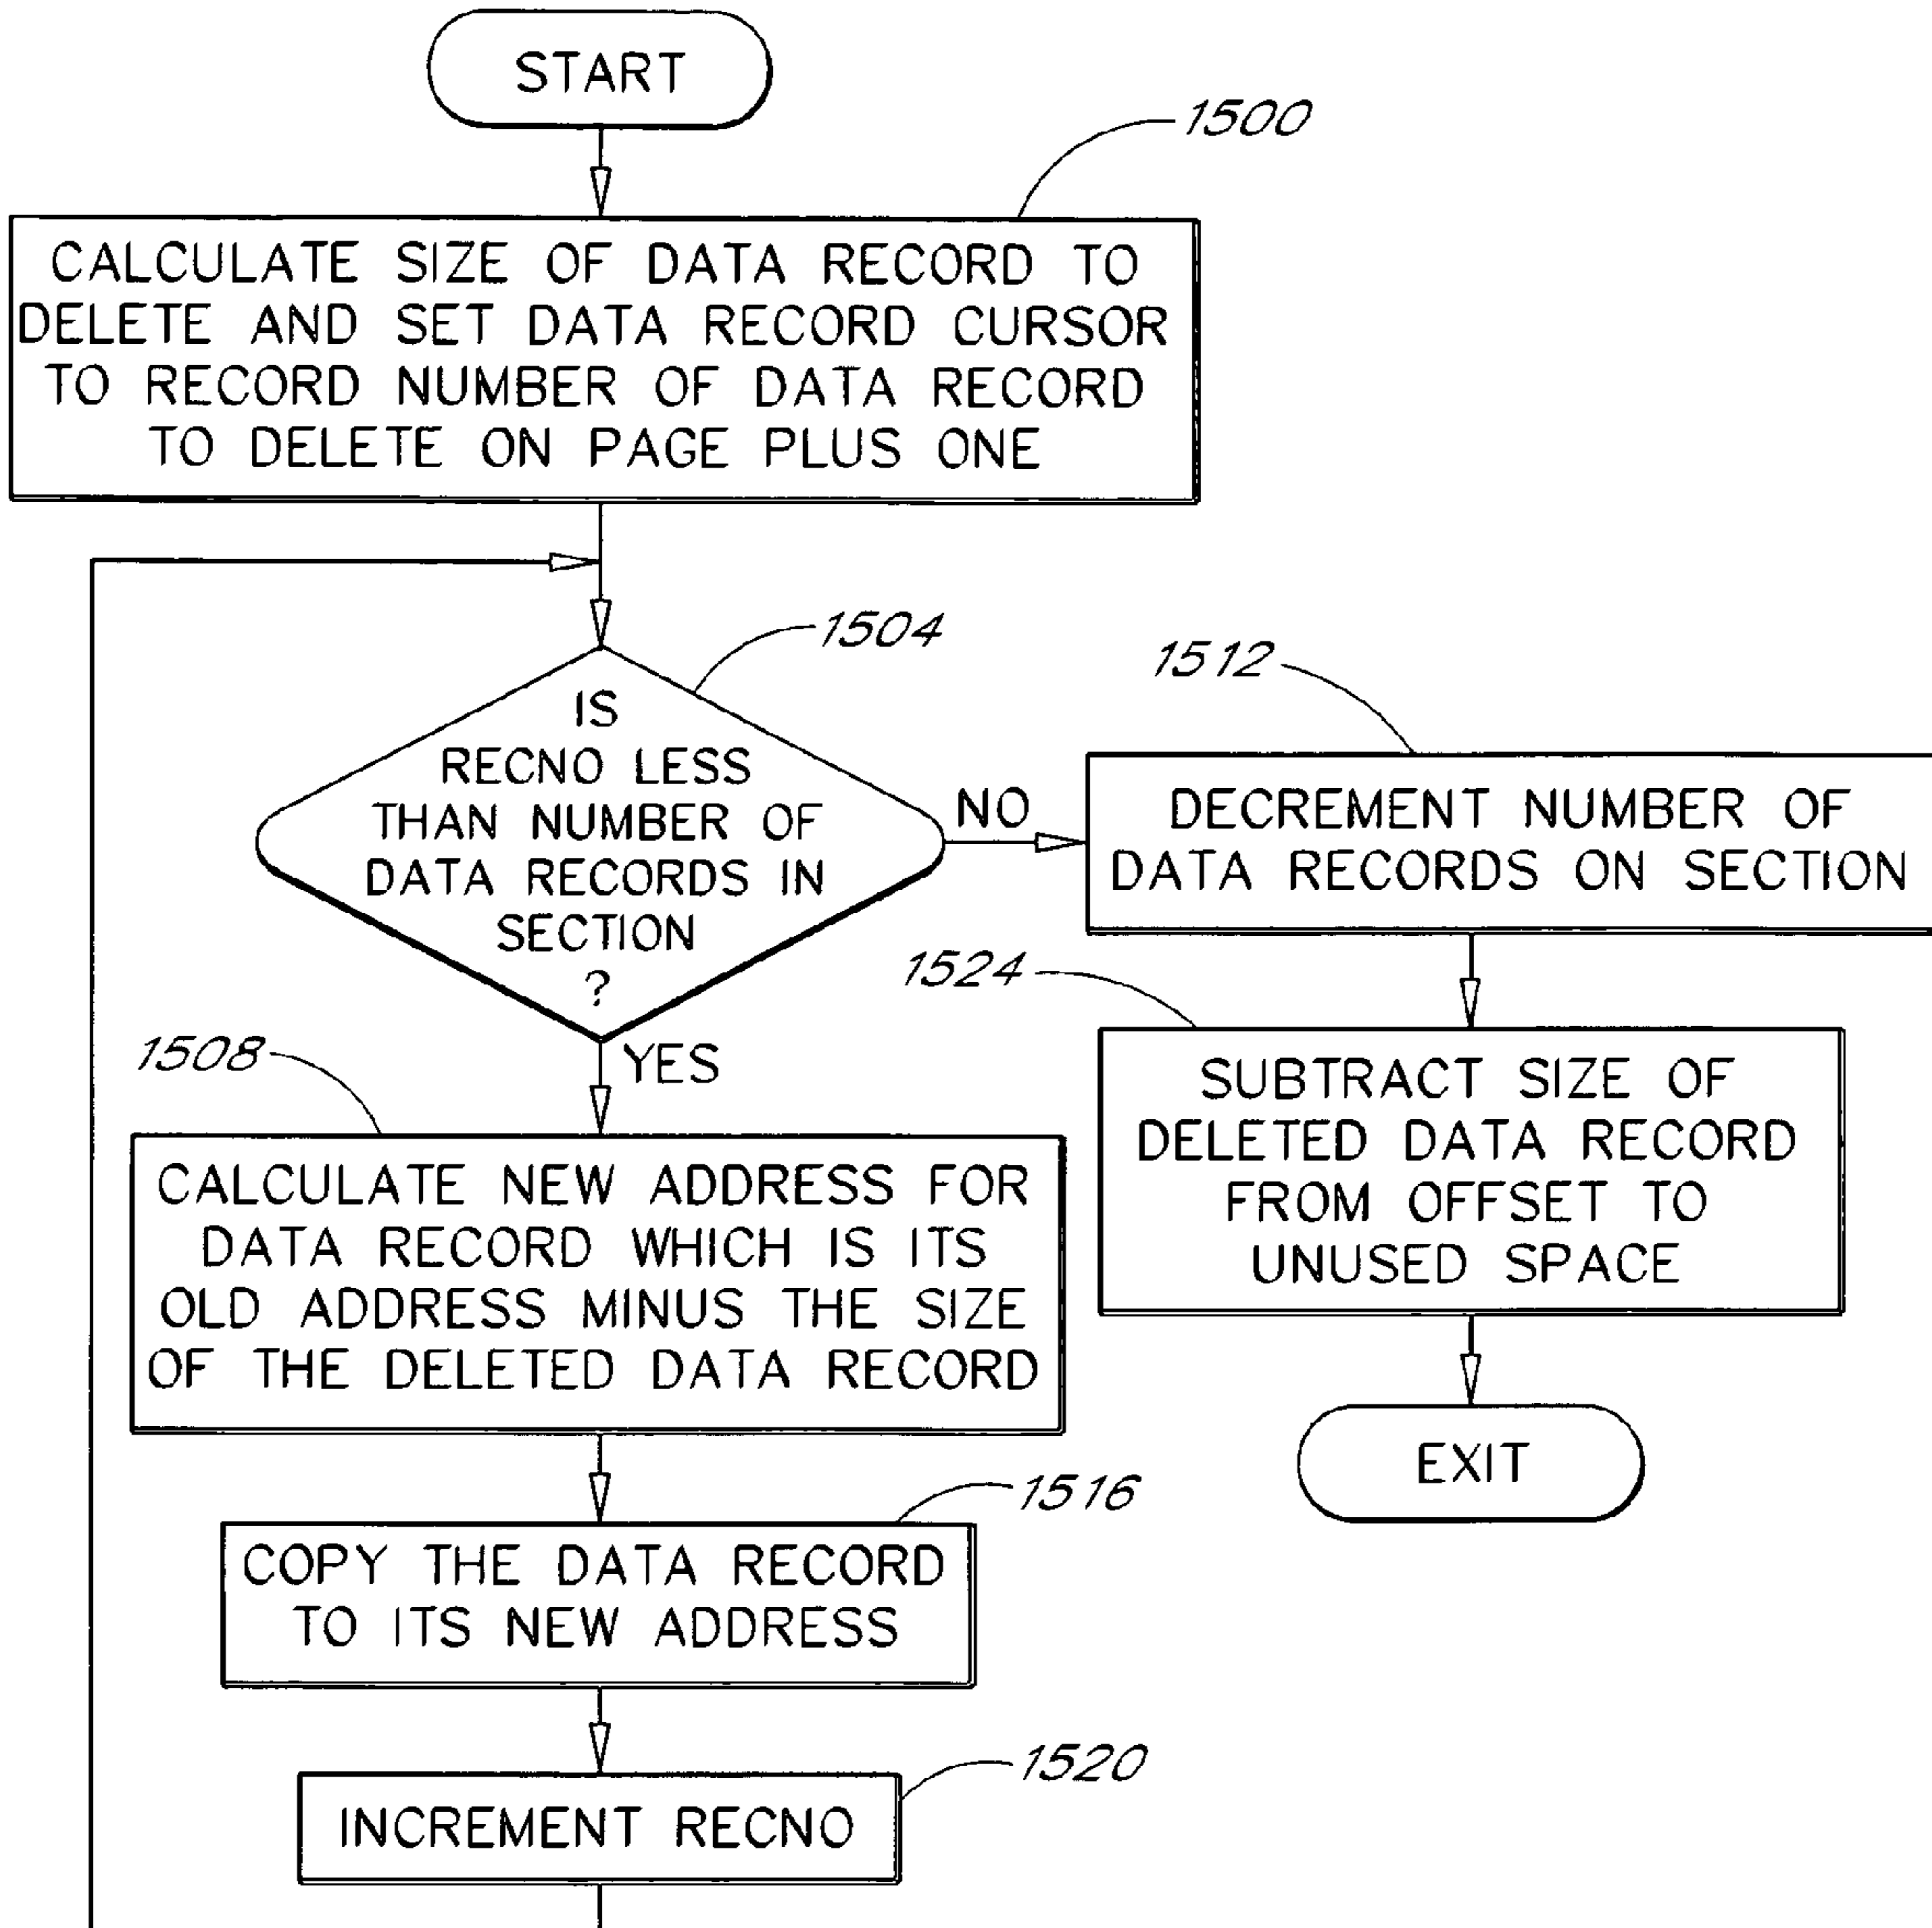 START
1500
CALCULATE SIZE OF DATA RECORD TO
DELETE AND SET DATA RECORD CURSOR
TO RECORD NUMBER OF DATA RECORD
TO DELETE ON PAGE PLUS ONE
1504
IS
RECNO LESS
THAN NUMBER OF
DATA RECORDS IN
SECTION
?
NO
1512
DECREMENT NUMBER OF
DATA RECORDS ON SECTION
1524
SUBTRACT SIZE OF
DELETED DATA RECORD
FROM OFFSET TO
UNUSED SPACE
EXIT
YES
1508
CALCULATE NEW ADDRESS FOR
DATA RECORD WHICH IS ITS
OLD ADDRESS MINUS THE SIZE
OF THE DELETED DATA RECORD
1516
COPY THE DATA RECORD
TO ITS NEW ADDRESS
1520
INCREMENT RECNO